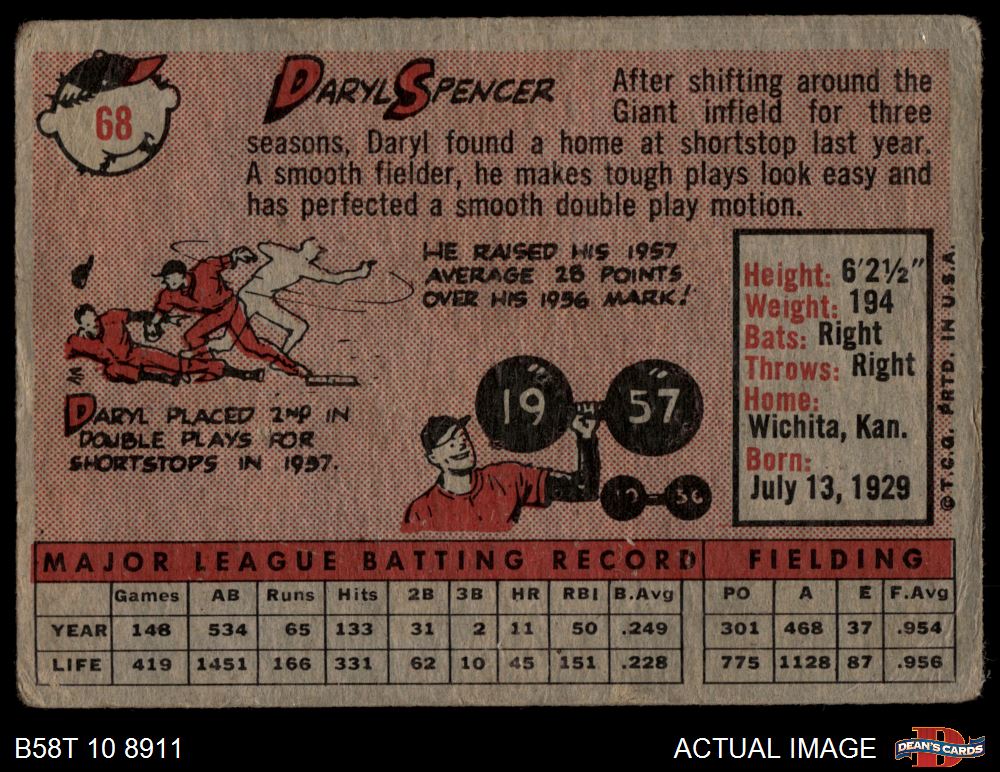 68
DARYL SPENCER
After shifting around the
Giant infield for three
seasons, Daryl found a home at shortstop last year.
A smooth fielder, he makes tough plays look easy and
has perfected a smooth double play motion.
HE RAISED HIS 1957
AVERAGE 28 POINTS
OVER HIS 1956 MARK!
DARYL PLACED 2ND IN
DOUBLE PLAYS FOR
SHORTSTOPS IN 1957.
19 57
19 56
Height: 6'2½"
Weight: 194
Bats: Right
Throws: Right
Home:
Wichita, Kan.
Born:
July 13, 1929
© T.C.G. PRTD. IN U.S.A.
MAJOR LEAGUE BATTING RECORD FIELDING
Games AB Runs Hits 2B 3B HR RBI B.Avg PO A E F.Avg
YEAR 148 534 65 133 31 2 11 50 .249 301 468 37 .954
LIFE 419 1451 166 331 62 10 45 151 .228 775 1128 87 .956
B58T 10 8911
ACTUAL IMAGE
D
DEAN'S CARDS